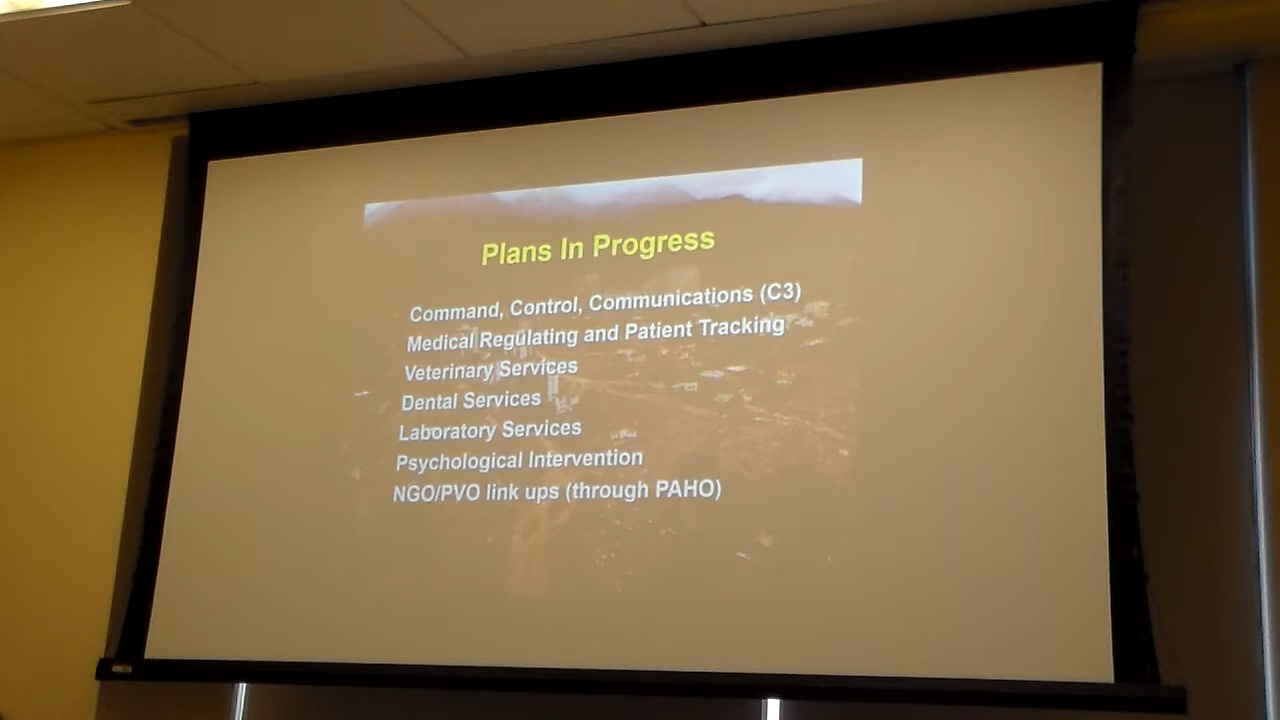 Plans In Progress
Command, Control, Communications (C3)
Medical Regulating and Patient Tracking
Veterinary Services
Dental Services
Laboratory Services
Psychological Intervention
NGO/PVO link ups (through PAHO)